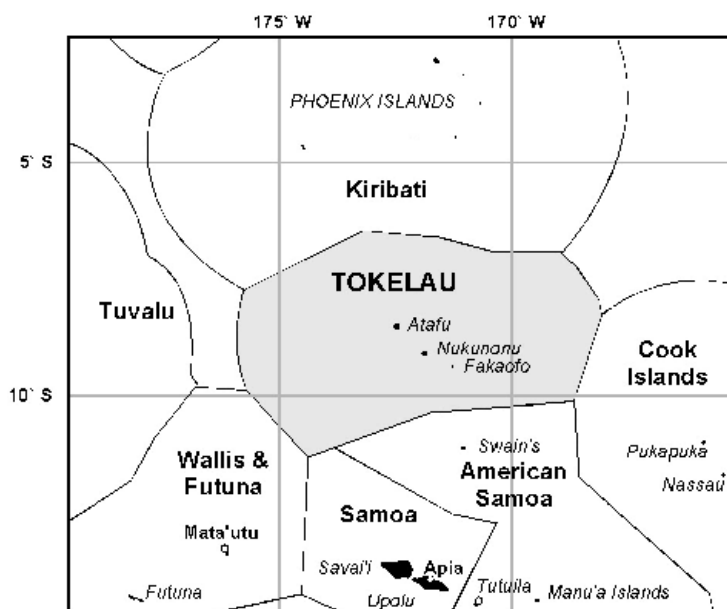 175` W
170` W
PHOENIX ISLANDS
5` S
Kiribati
TOKELAU
Tuvalu
Atafu
Nukunonu
Fakaofo
Cook
Islands
10` S
Swain's
Pukapuka
Wallis &
Futuna
American
Samoa
Nassau
Samoa
Mata'utu
Savai'i
Apia
Futuna
Upolu
Tutuila
Manu'a Islands